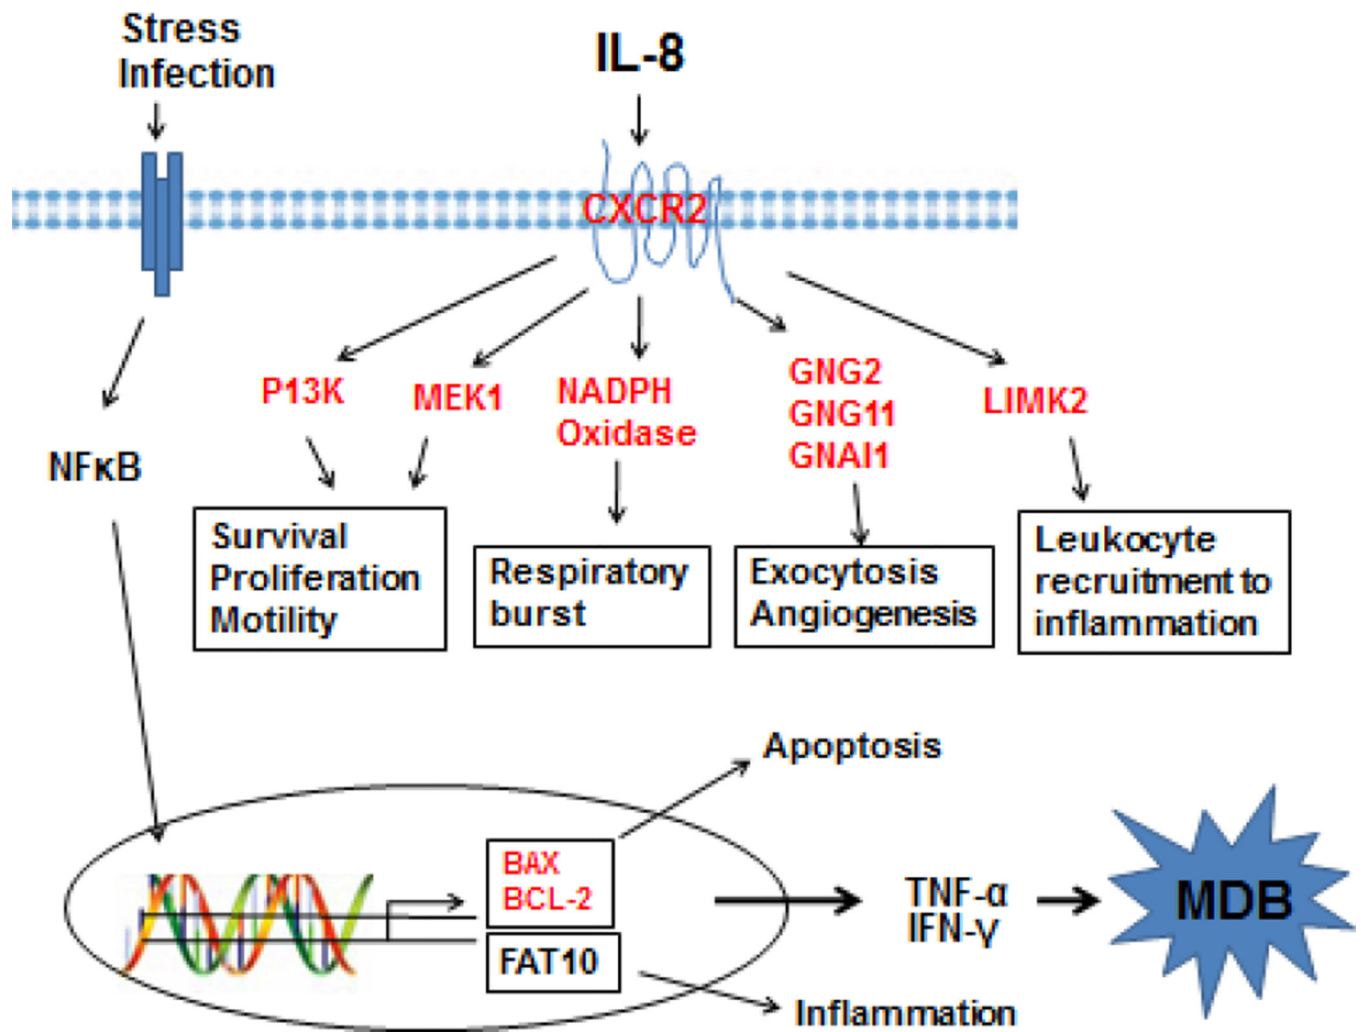 Stress
Infection
IL-8
CXCR2
P13K
MEK1
NADPH
Oxidase
GNG2
GNG11
GNAI1
LIMK2
NFκB
Survival
Proliferation
Motility
Respiratory
burst
Exocytosis
Angiogenesis
Leukocyte
recruitment to
inflammation
Apoptosis
BAX
BCL-2
FAT10
TNF-α
IFN-γ
MDB
Inflammation